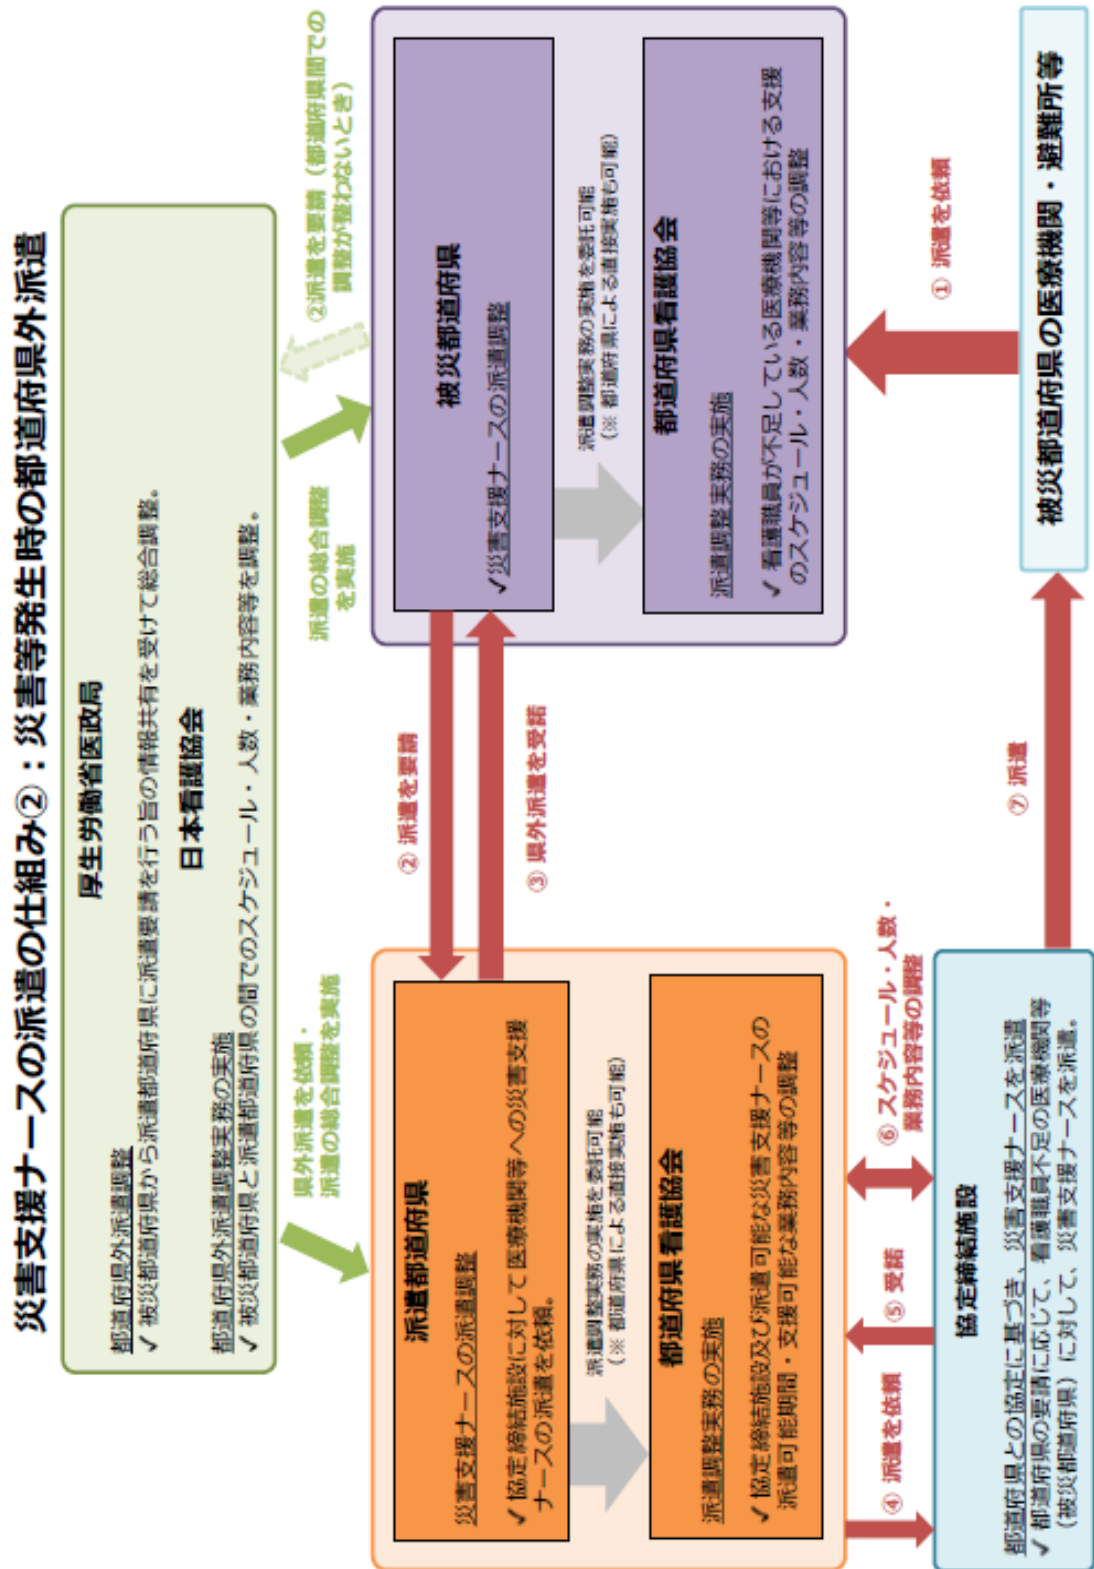 災害支援ナースの派遣の仕組み②：災害等発生時の都道府県外派遣
厚生労働省医政局
都道府県外派遣調整
✓ 被災都道府県から派遣都道府県に派遣要請を行う旨の情報共有を受けて総合調整。
日本看護協会
都道府県外派遣調整実務の実施
✓ 被災都道府県と派遣都道府県の間でのスケジュール・人数・業務内容等を調整。
県外派遣を依頼・
派遣の総合調整を実施
派遣の総合調整
を実施
②派遣を要請（都道府県間での
調整が整わないとき）
派遣都道府県
災害支援ナースの派遣調整
✓ 協定締結施設に対して医療機関等への災害支援
ナースの派遣を依頼。
派遣調整実務の実施を委託可能
（※ 都道府県による直接実施も可能）
都道府県看護協会
派遣調整実務の実施
✓ 協定締結施設及び派遣可能な災害支援ナースの
派遣可能期間・支援可能な業務内容等の調整
② 派遣を要請
③ 県外派遣を受諾
被災都道府県
✓災害支援ナースの派遣調整
派遣調整実務の実施を委託可能
（※ 都道府県による直接実施も可能）
都道府県看護協会
派遣調整実務の実施
✓ 看護職員が不足している医療機関等における支援
のスケジュール・人数・業務内容等の調整
④ 派遣を依頼
⑤ 受諾
⑥ スケジュール・人数・
業務内容等の調整
① 派遣を依頼
協定締結施設
都道府県との協定に基づき、災害支援ナースを派遣
✓ 都道府県の要請に応じて、看護職員不足の医療機関等
（被災都道府県）に対して、災害支援ナースを派遣。
⑦ 派遣
被災都道府県の医療機関・避難所等